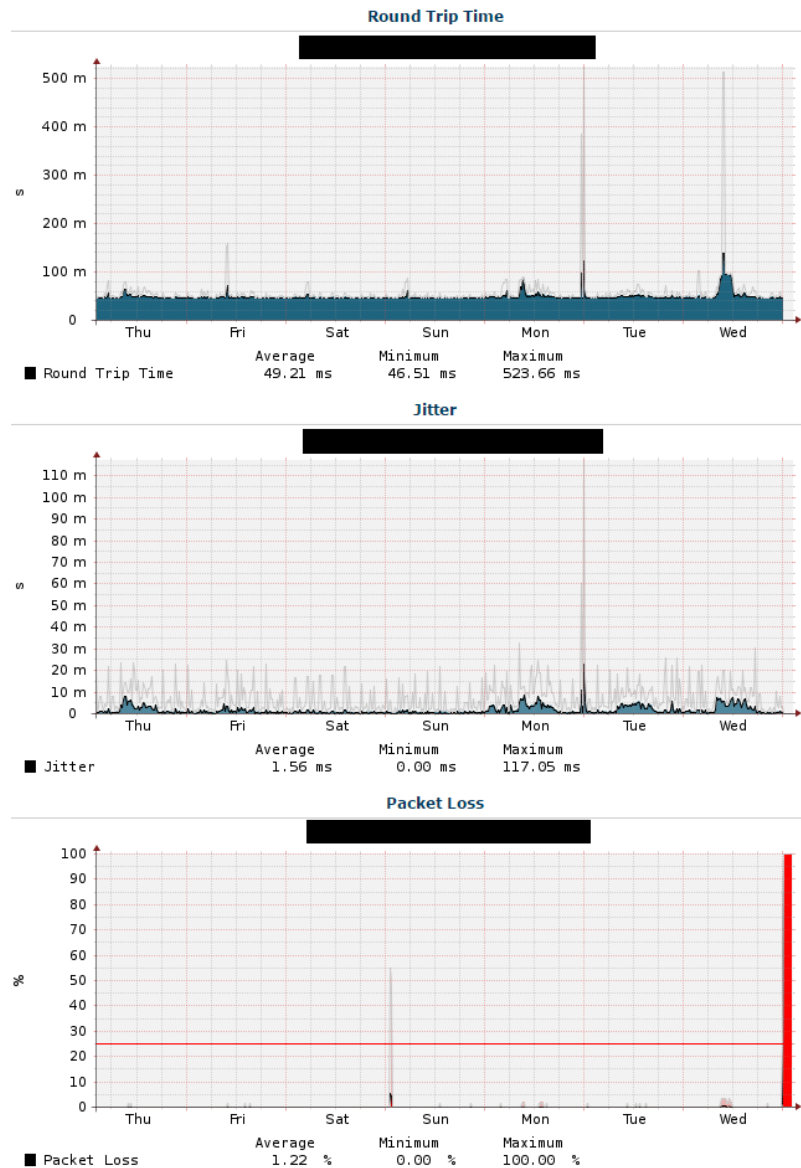 Round Trip Time
500 m
400 m
300 m
200 m
100 m
0
s
Thu Fri Sat Sun Mon Tue Wed
Average Minimum Maximum
Round Trip Time 49.21 ms 46.51 ms 523.66 ms
Jitter
110 m
100 m
90 m
80 m
70 m
60 m
50 m
40 m
30 m
20 m
10 m
0
s
Thu Fri Sat Sun Mon Tue Wed
Average Minimum Maximum
Jitter 1.56 ms 0.00 ms 117.05 ms
Packet Loss
100
90
80
70
60
50
40
30
20
10
0
%
Thu Fri Sat Sun Mon Tue Wed
Average Minimum Maximum
Packet Loss 1.22 % 0.00 % 100.00 %